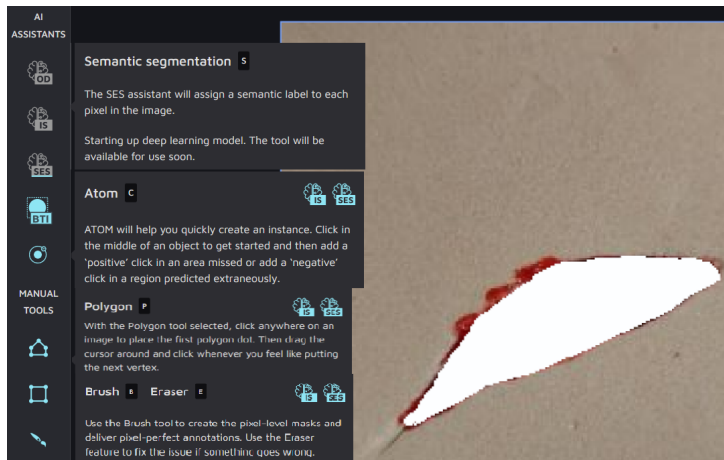 AI
ASSISTANTS
OD
IS
SES
BTI
MANUAL
TOOLS
Semantic segmentation S
The SES assistant will assign a semantic label to each
pixel in the image.
Starting up deep learning model. The tool will be
available for use soon.
Atom C
IS SES
ATOM will help you quickly create an instance. Click in
the middle of an object to get started and then add a
'positive' click in an area missed or add a 'negative'
click in a region predicted extraneously.
Polygon P
IS SES
With the Polygon tool selected, click anywhere on an
image to place the first polygon dot. Then drag the
cursor around and click whenever you feel like putting
the next vertex.
Brush B Eraser E
IS SES
Use the Brush tool to create the pixel-level masks and
deliver pixel-perfect annotations. Use the Eraser
feature to fix the issue if something goes wrong.